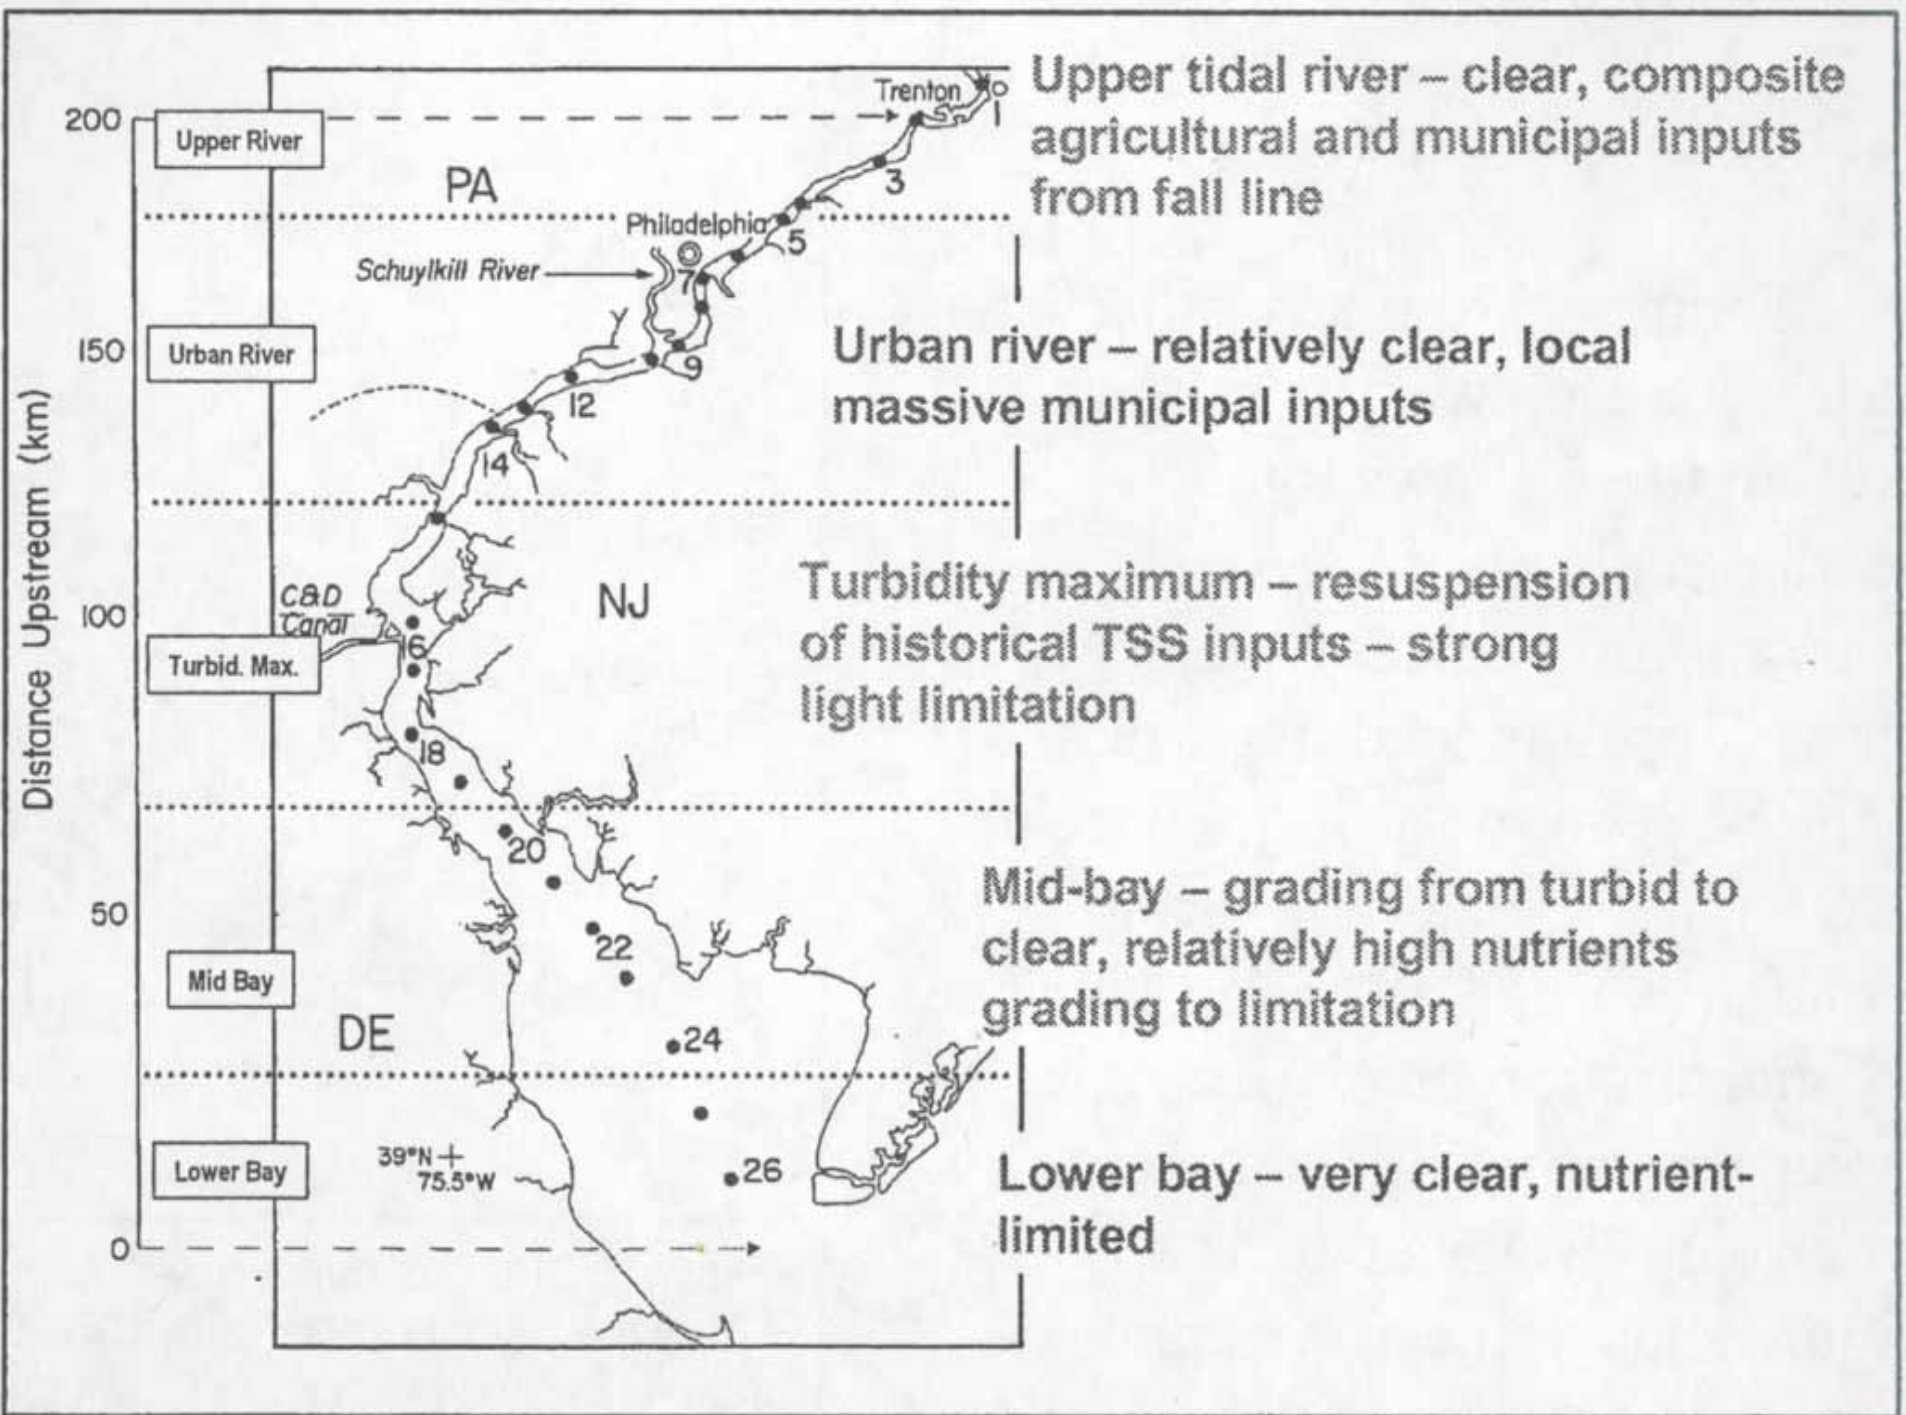 Distance Upstream (km)
200
150
100
50
0
Upper River
Urban River
Turbid. Max.
Mid Bay
Lower Bay
Trenton
1
3
PA
Philadelphia
5
Schuylkill River
7
9
12
14
C&D
Canal
NJ
16
18
20
22
24
DE
39°N
75.5°W
26
Upper tidal river – clear, composite
agricultural and municipal inputs
from fall line
Urban river – relatively clear, local
massive municipal inputs
Turbidity maximum – resuspension
of historical TSS inputs – strong
light limitation
Mid-bay – grading from turbid to
clear, relatively high nutrients
grading to limitation
Lower bay – very clear, nutrient-
limited